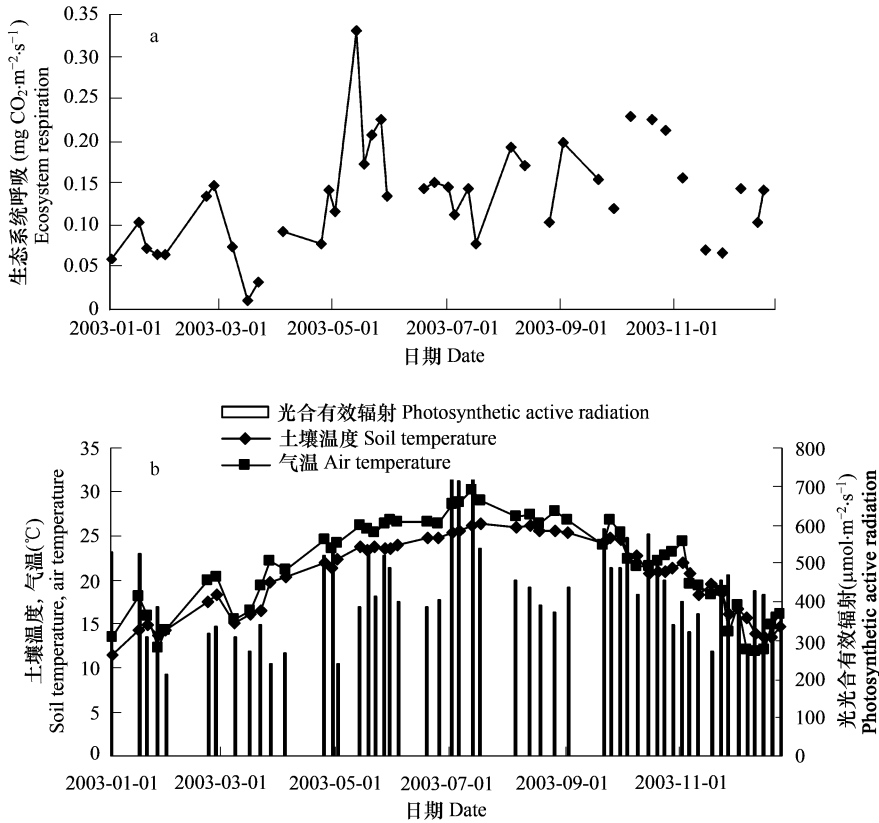 a
生态系统呼吸 (mg CO₂·m⁻²·s⁻¹)
Ecosystem respiration
0.35
0.30
0.25
0.20
0.15
0.10
0.05
0
2003-01-01 2003-03-01 2003-05-01 2003-07-01 2003-09-01 2003-11-01
日期 Date
光合有效辐射 Photosynthetic active radiation
土壤温度 Soil temperature
气温 Air temperature
b
土壤温度，气温(℃)
Soil temperature, air temperature
35
30
25
20
15
10
5
0
800
700
600
500
400
300
200
100
0
光光合有效辐射(μmol·m⁻²·s⁻¹)
Photosynthetic active radiation
2003-01-01 2003-03-01 2003-05-01 2003-07-01 2003-09-01 2003-11-01
日期 Date